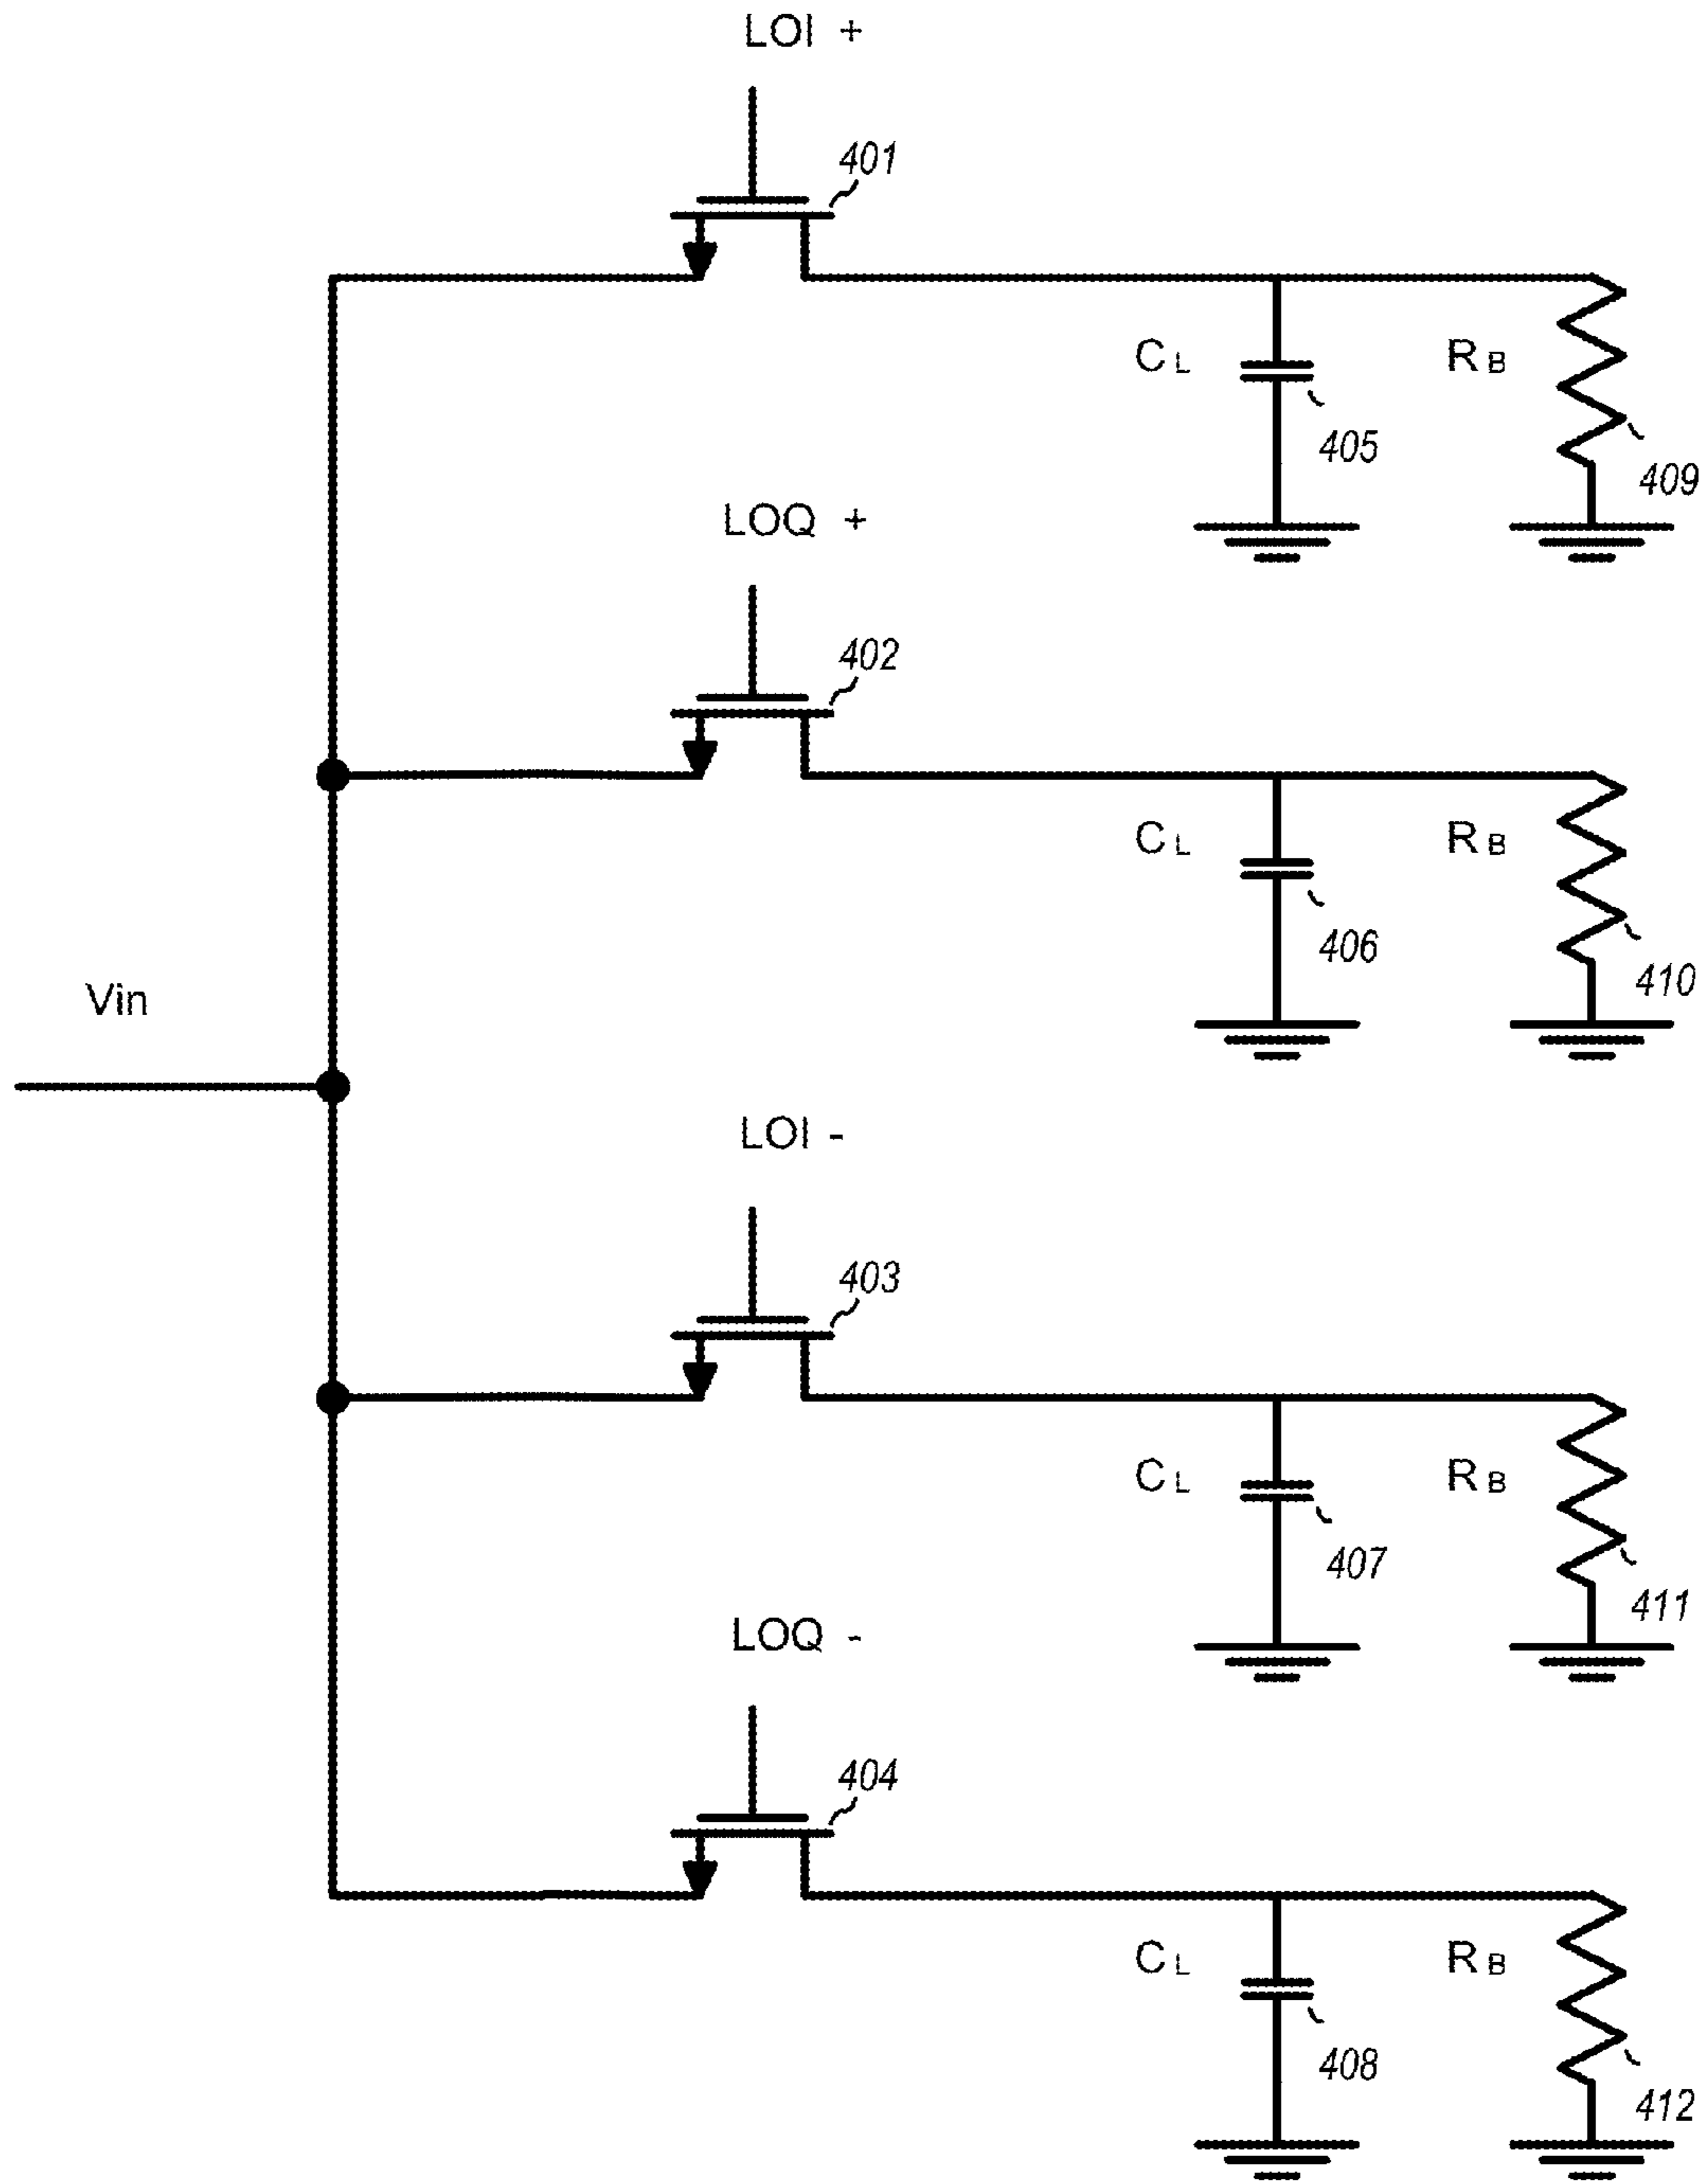 LOI +
401
CL
RB
405
409
LOQ +
402
CL
RB
406
410
Vin
LOI -
403
CL
RB
407
411
LOQ -
404
CL
RB
408
412